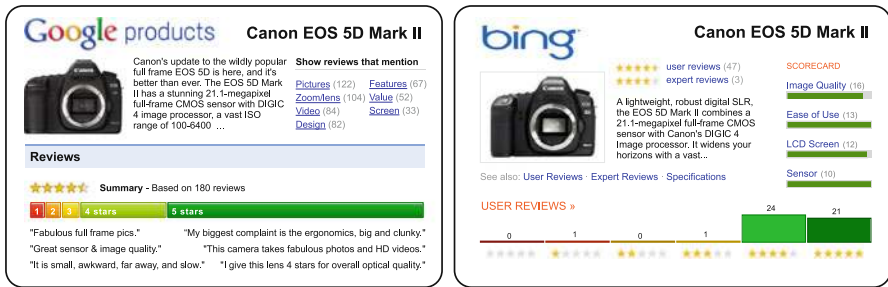 Google products
Canon EOS 5D Mark II
Canon's update to the wildly popular
full frame EOS 5D is here, and it's
better than ever. The EOS 5D Mark
II has a stunning 21.1-megapixel
full-frame CMOS sensor with DIGIC
4 image processor, a vast ISO
range of 100-6400 ...
Show reviews that mention
Pictures (122) Features (67)
Zoom/lens (104) Value (52)
Video (84) Screen (33)
Design (82)
Reviews
Summary - Based on 180 reviews
1 2 3 4 stars 5 stars
"Fabulous full frame pics." "My biggest complaint is the ergonomics, big and clunky."
"Great sensor & image quality." "This camera takes fabulous photos and HD videos."
"It is small, awkward, far away, and slow." "I give this lens 4 stars for overall optical quality."
bing
Canon EOS 5D Mark II
user reviews (47)
expert reviews (3)
A lightweight, robust digital SLR,
the EOS 5D Mark II combines a
21.1-megapixel full-frame CMOS
sensor with Canon's DIGIC 4
Image processor. It widens your
horizons with a vast...
SCORECARD
Image Quality (16)
Ease of Use (13)
LCD Screen (12)
Sensor (10)
See also: User Reviews · Expert Reviews · Specifications
USER REVIEWS »
0 1 0 1 24 21